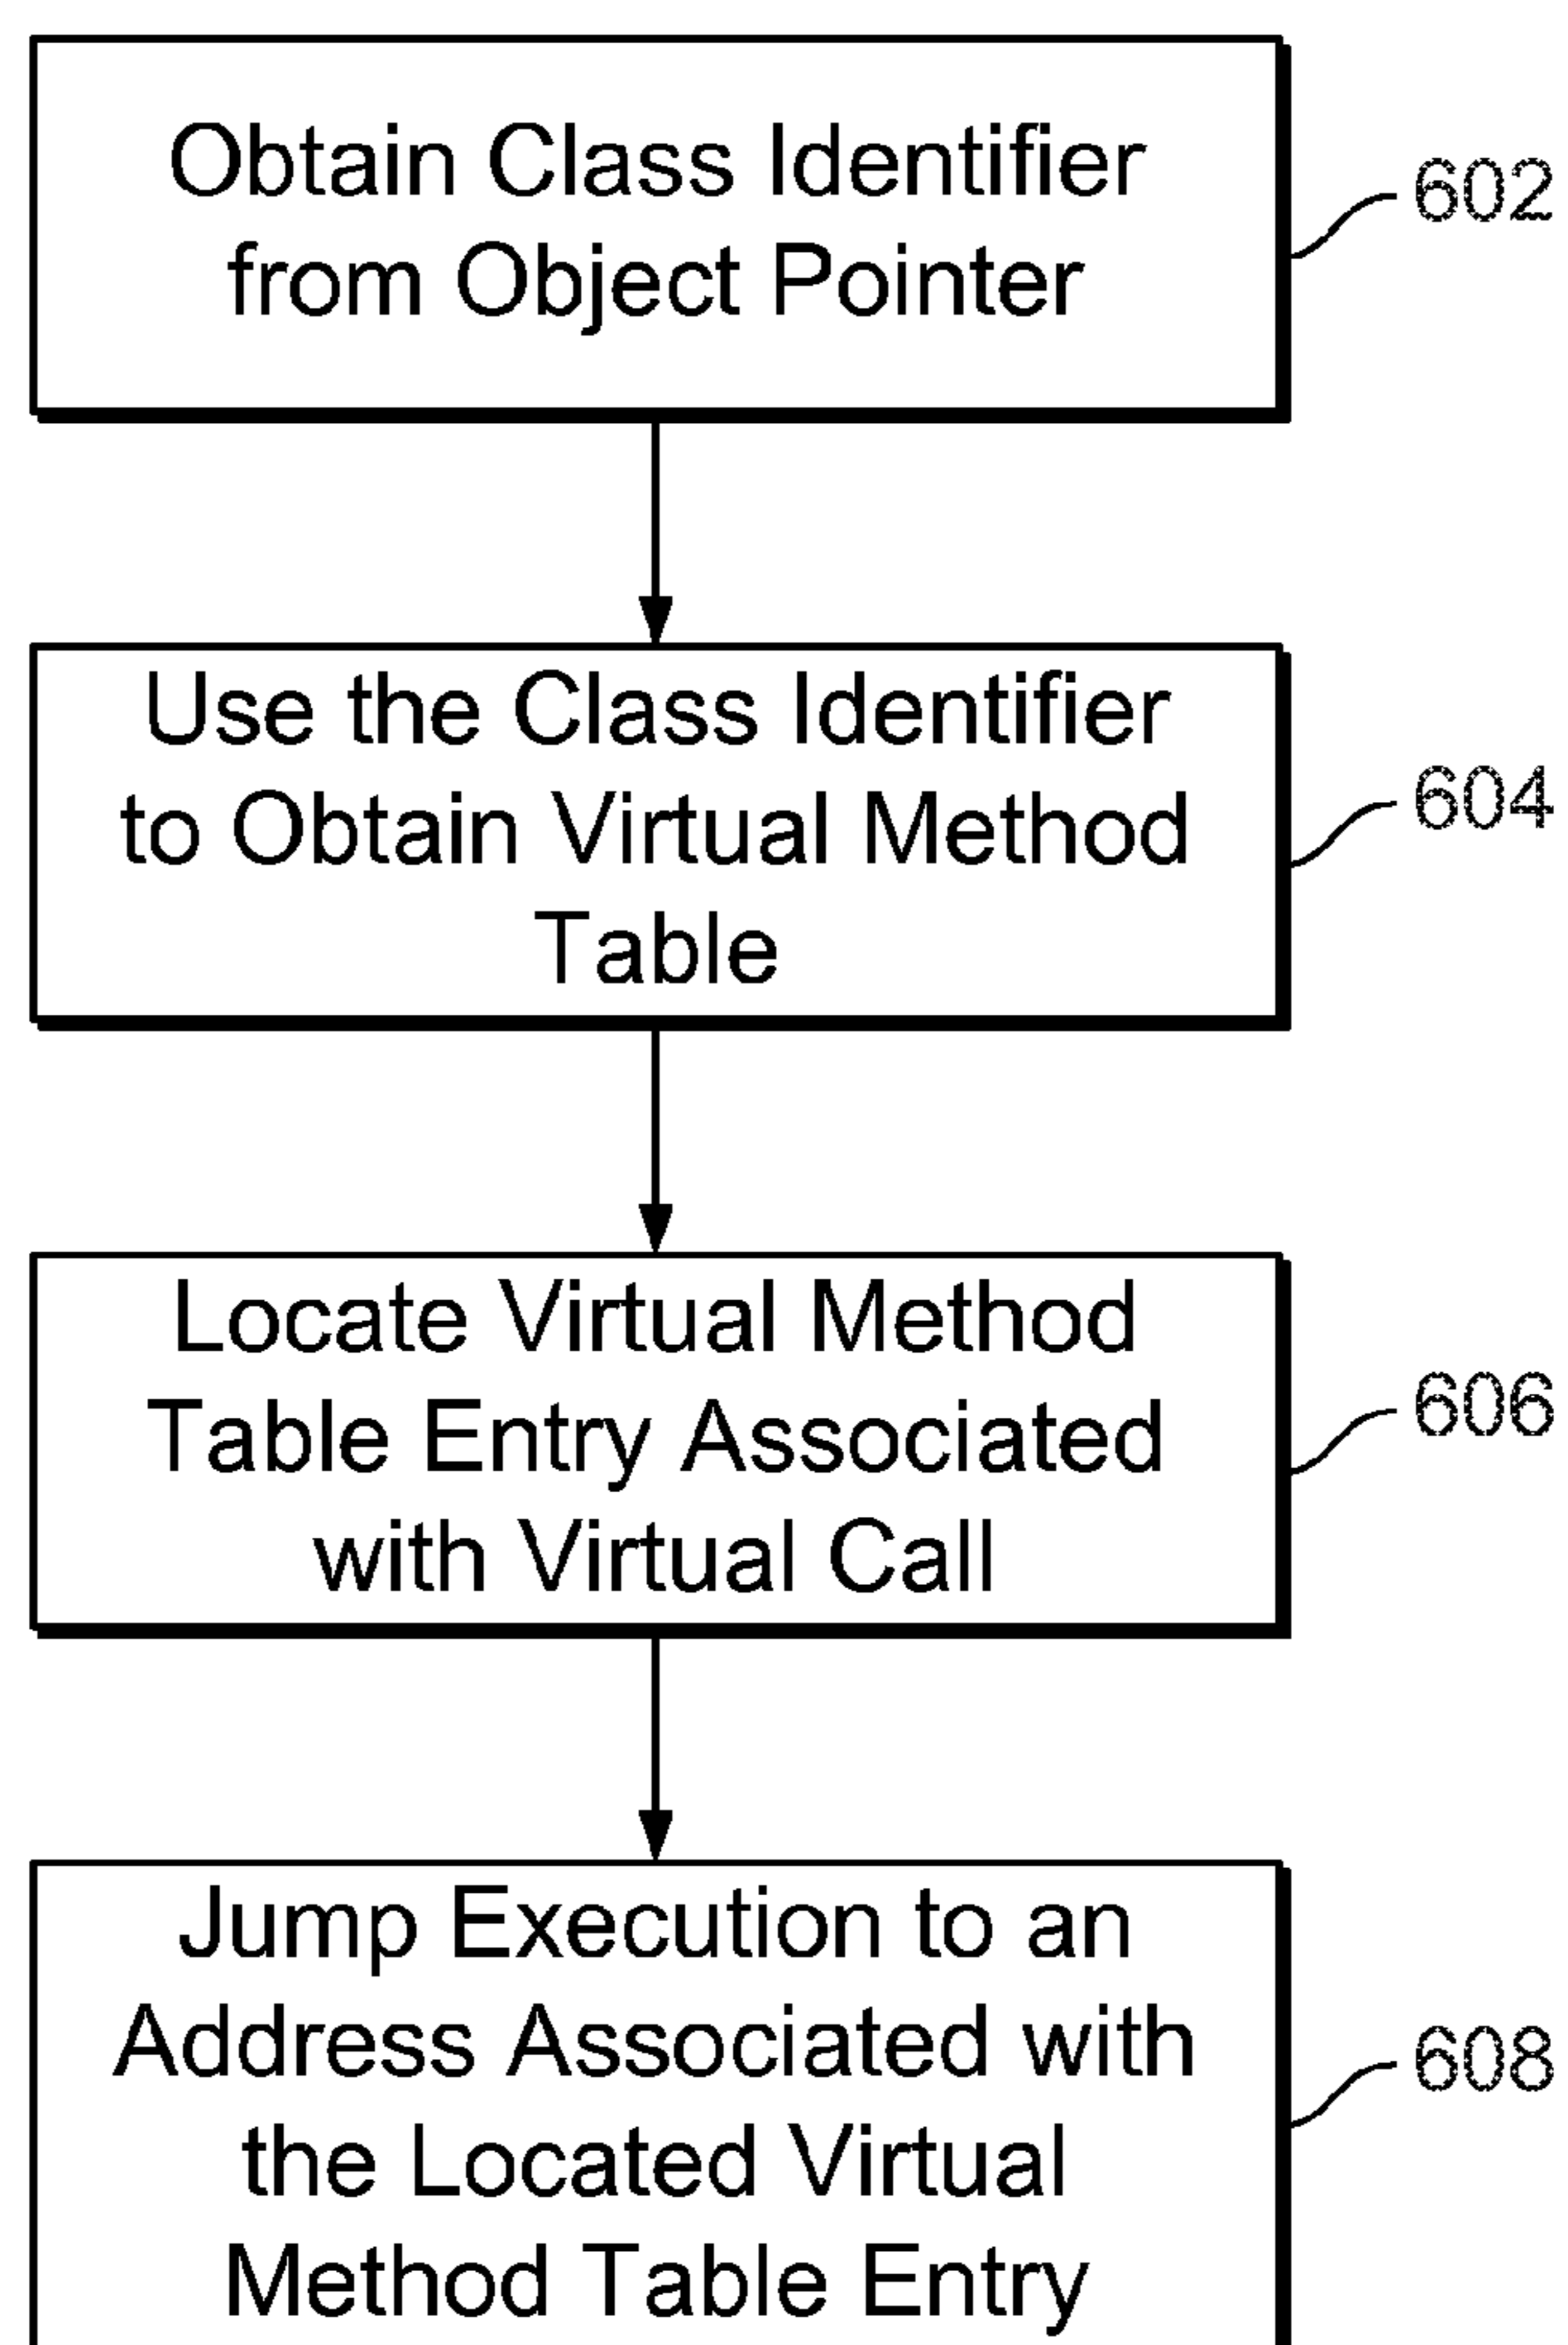 Obtain Class Identifier
from Object Pointer
602
Use the Class Identifier
to Obtain Virtual Method
Table
604
Locate Virtual Method
Table Entry Associated
with Virtual Call
606
Jump Execution to an
Address Associated with
the Located Virtual
Method Table Entry
608